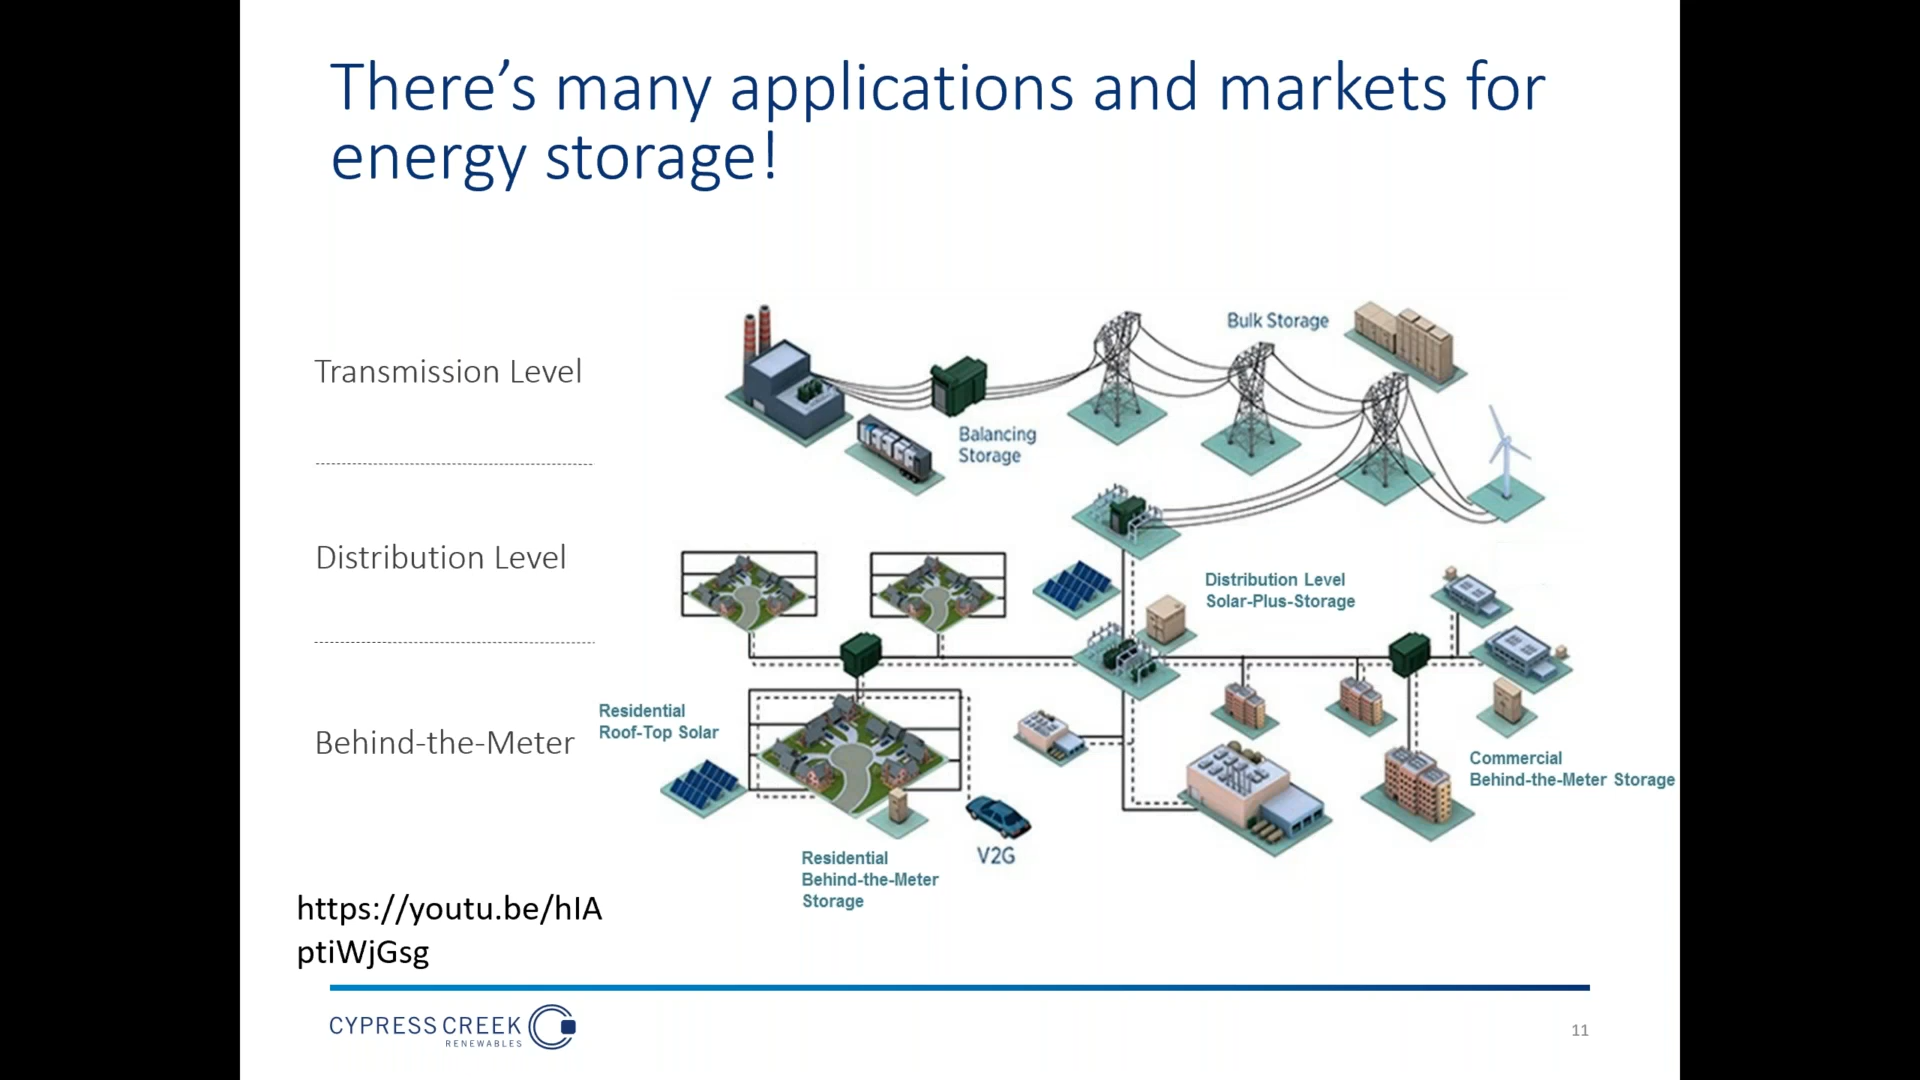 There's many applications and markets for
energy storage!
Transmission Level
Bulk Storage
Balancing
Storage
Distribution Level
Distribution Level
Solar-Plus-Storage
Behind-the-Meter
Residential
Roof-Top Solar
Commercial
Behind-the-Meter Storage
V2G
Residential
Behind-the-Meter
Storage
https://youtu.be/hIA
ptiWjGsg
CYPRESS CREEK
RENEWABLES
11